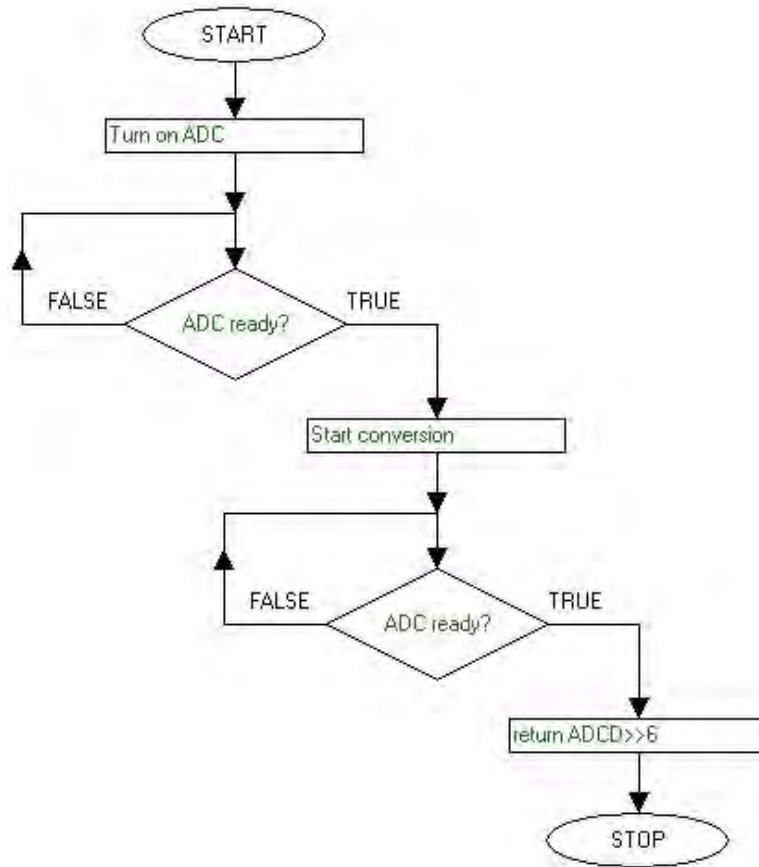 START
Turn on ADC
FALSE
TRUE
ADC ready?
Start conversion
FALSE
TRUE
ADC ready?
return ADCD>>6
STOP